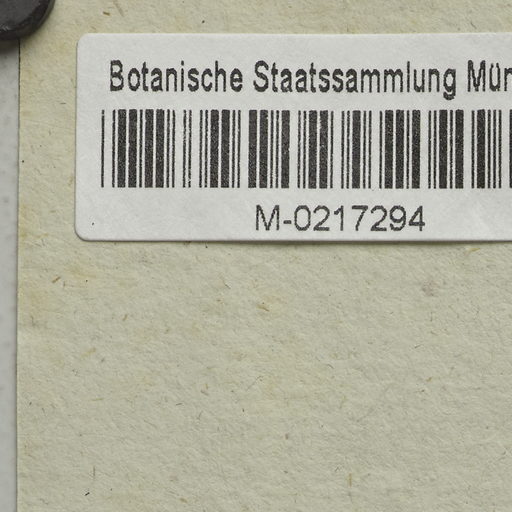 Botanische Staatssammlung Mün
M-0217294